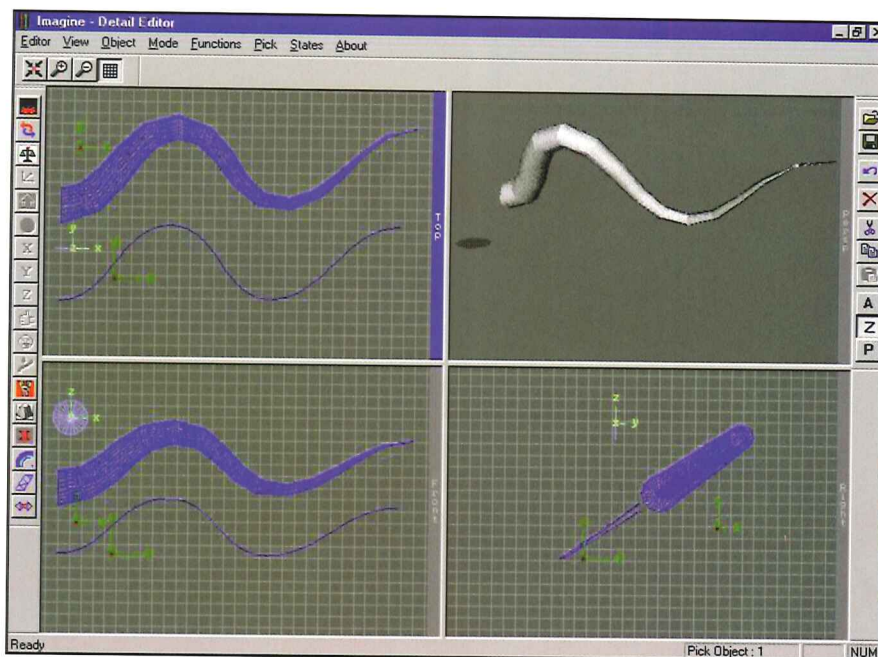 Imagine - Detail Editor
Editor View Object Mode Functions Pick States About
Top
Persp
y
z x
X
Y
Z
A
Z
P
z
x
Front
z
z y
Right
Ready
Pick Object : 1
NUM